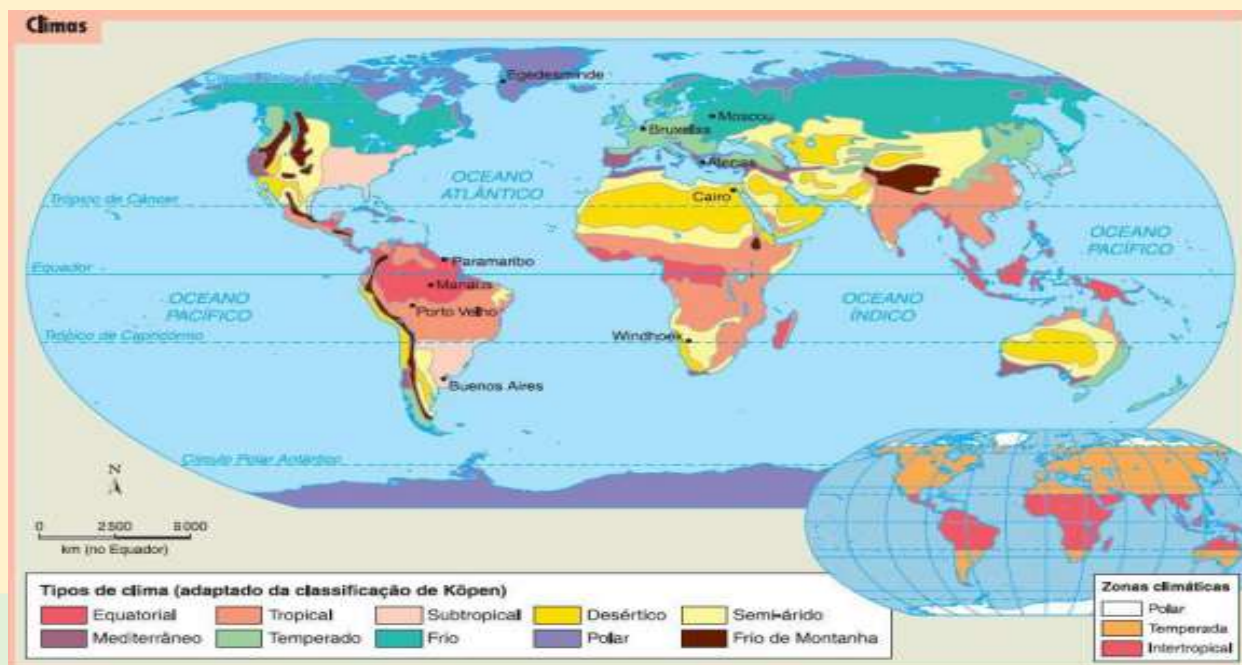 Climas
Egedesminde
Moscou
Bruxelas
Atenas
OCEANO
ATLÂNTICO
Trópico de Câncer
Cairo
OCEANO
PACÍFICO
Equador
Paramaribo
Manaus
OCEANO
PACÍFICO
Porto Velho
OCEANO
ÍNDICO
Trópico de Capricórnio
Windhoek
Buenos Aires
Círculo Polar Antártico
N
0 2500 5000
km (no Equador)
Tipos de clima (adaptado da classificação de Köpen)
Equatorial Tropical Subtropical Desértico Semi-árido
Mediterrâneo Temperado Frio Polar Frio de Montanha
Zonas climáticas
Polar
Temperada
Intertropical